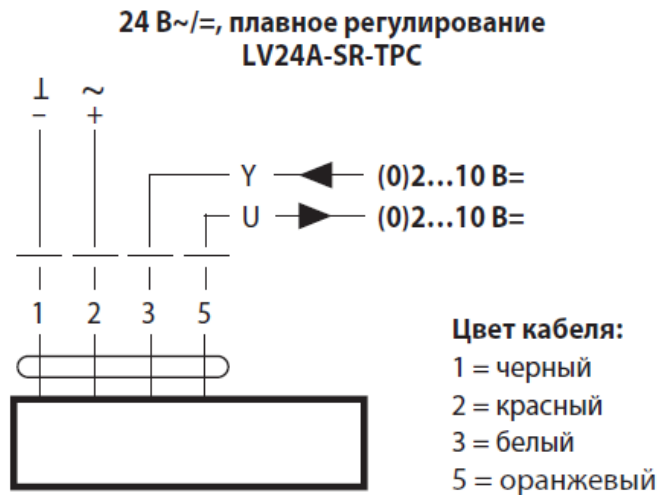 24 В~/=, плавное регулирование
LV24A-SR-TPC
⊥ ~
– +
Y (0)2...10 В=
U (0)2...10 В=
1 2 3 5
Цвет кабеля:
1 = черный
2 = красный
3 = белый
5 = оранжевый